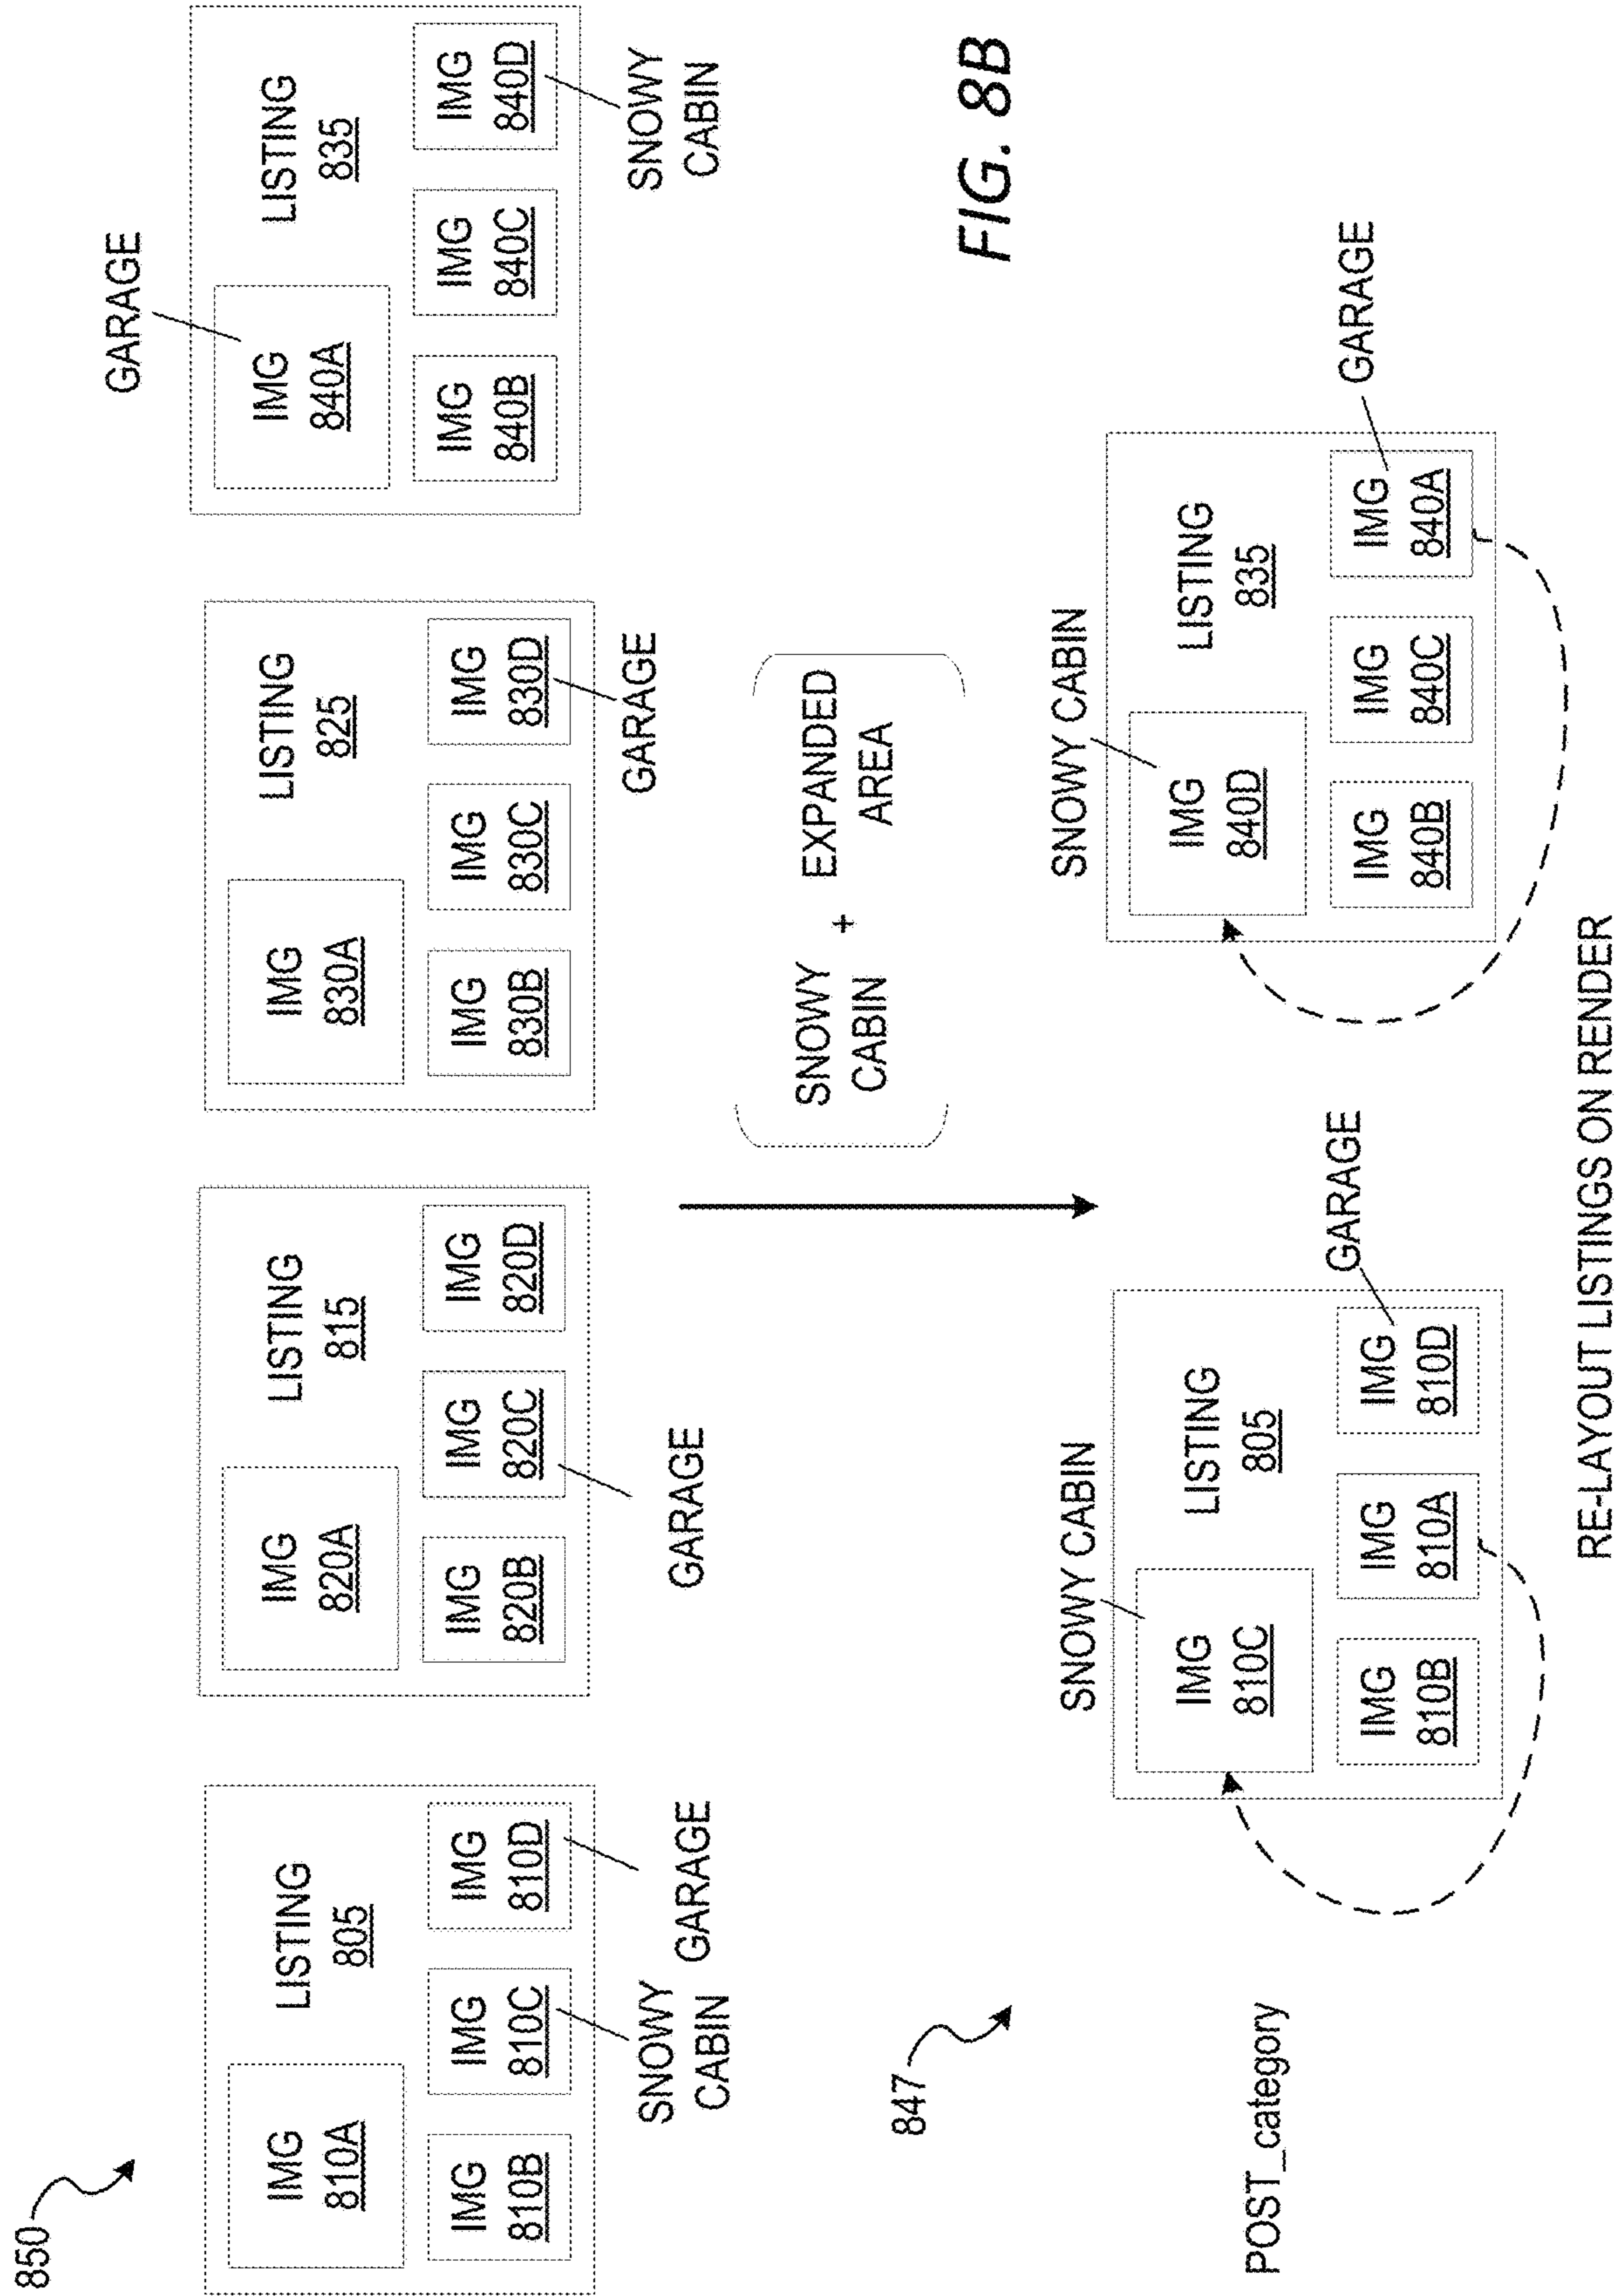 850
IMG
810A
LISTING
805
IMG
810B
IMG
810C
IMG
810D
SNOWY
CABIN
GARAGE
IMG
820A
LISTING
815
IMG
820B
IMG
820C
IMG
820D
GARAGE
IMG
830A
LISTING
825
IMG
830B
IMG
830C
IMG
830D
GARAGE
GARAGE
IMG
840A
LISTING
835
IMG
840B
IMG
840C
IMG
840D
SNOWY
CABIN
SNOWY
CABIN
+
EXPANDED
AREA
847
POST_category
SNOWY CABIN
IMG
810C
LISTING
805
IMG
810B
IMG
810A
IMG
810D
GARAGE
SNOWY CABIN
IMG
840D
LISTING
835
IMG
840B
IMG
840C
IMG
840A
GARAGE
RE-LAYOUT LISTINGS ON RENDER
FIG. 8B